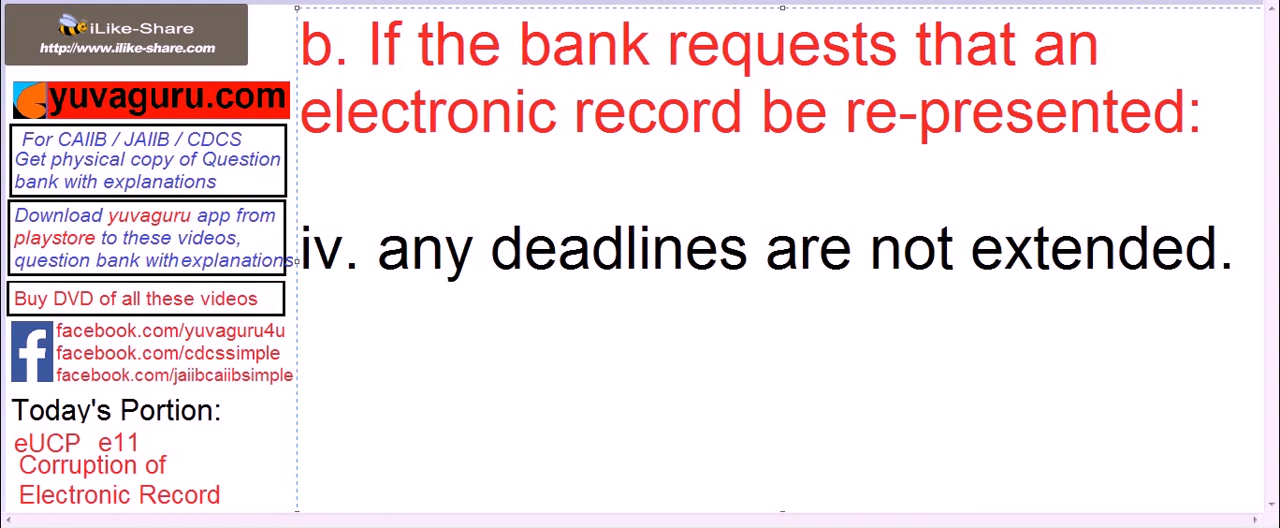 iLike-Share
http://www.ilike-share.com
yuvaguru.com
For CAIIB / JAIIB / CDCS
Get physical copy of Question
bank with explanations
Download yuvaguru app from
playstore to these videos,
question bank with explanations
Buy DVD of all these videos
facebook.com/yuvaguru4u
facebook.com/cdcssimple
facebook.com/jaiibcaiibsimple
Today's Portion:
eUCP e11
Corruption of
Electronic Record
b. If the bank requests that an
electronic record be re-presented:
iv. any deadlines are not extended.